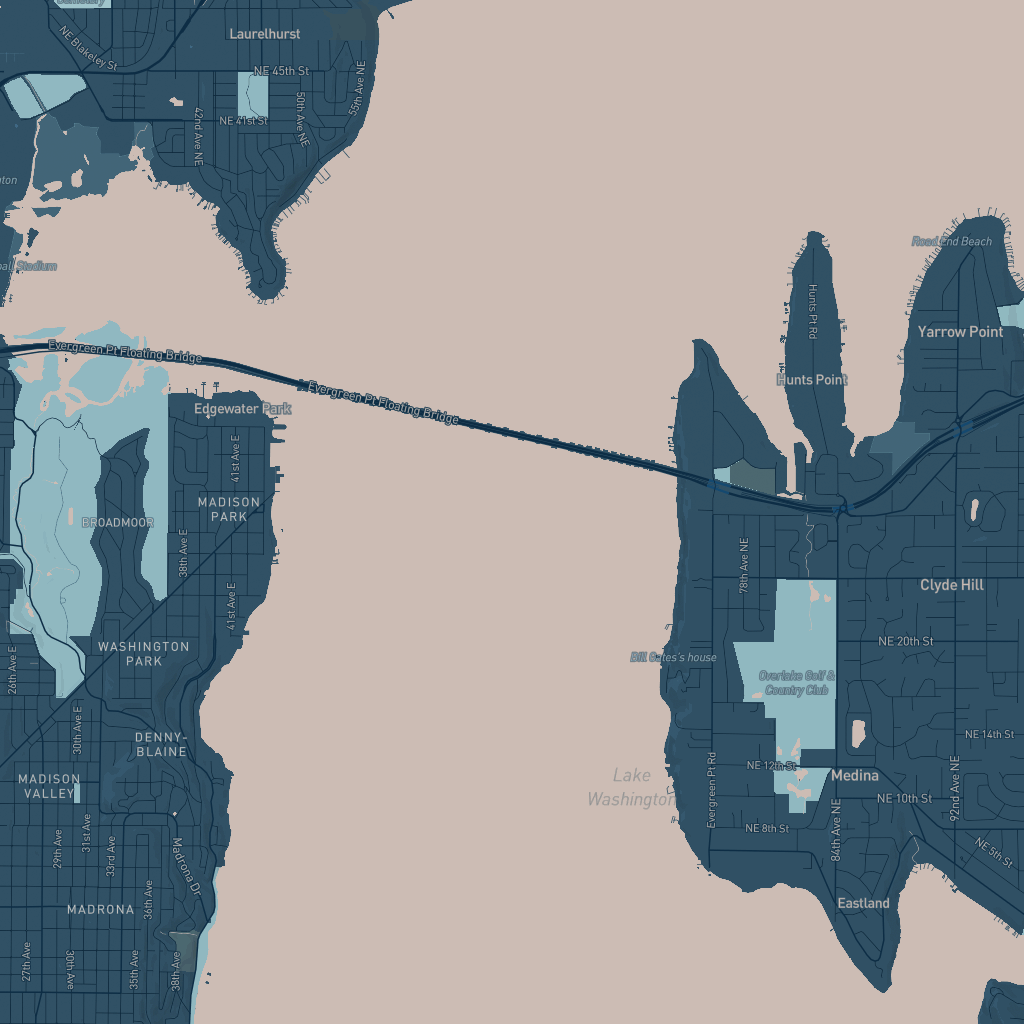 Cemetery
Laurelhurst
NE Blakeley St
NE 45th St
55th Ave NE
50th Ave NE
42nd Ave NE
NE 41st St
Road End Beach
Hunts Pt Rd
Yarrow Point
Hunts Point
Evergreen Pt Floating Bridge
Evergreen Pt Floating Bridge
Edgewater Park
41st Ave E
MADISON
PARK
BROADMOOR
38th Ave E
78th Ave NE
Clyde Hill
41st Ave E
WASHINGTON
PARK
26th Ave E
NE 20th St
Bill Gates's house
Overlake Golf &
Country Club
30th Ave E
DENNY-
BLAINE
NE 14th St
MADISON
VALLEY
Lake
Washington
NE 12th St
Medina
Evergreen Pt Rd
92nd Ave NE
NE 10th St
84th Ave NE
NE 8th St
29th Ave
31st Ave
33rd Ave
Madrona Dr
NE 5th St
36th Ave
MADRONA
Eastland
27th Ave
30th Ave
35th Ave
38th Ave